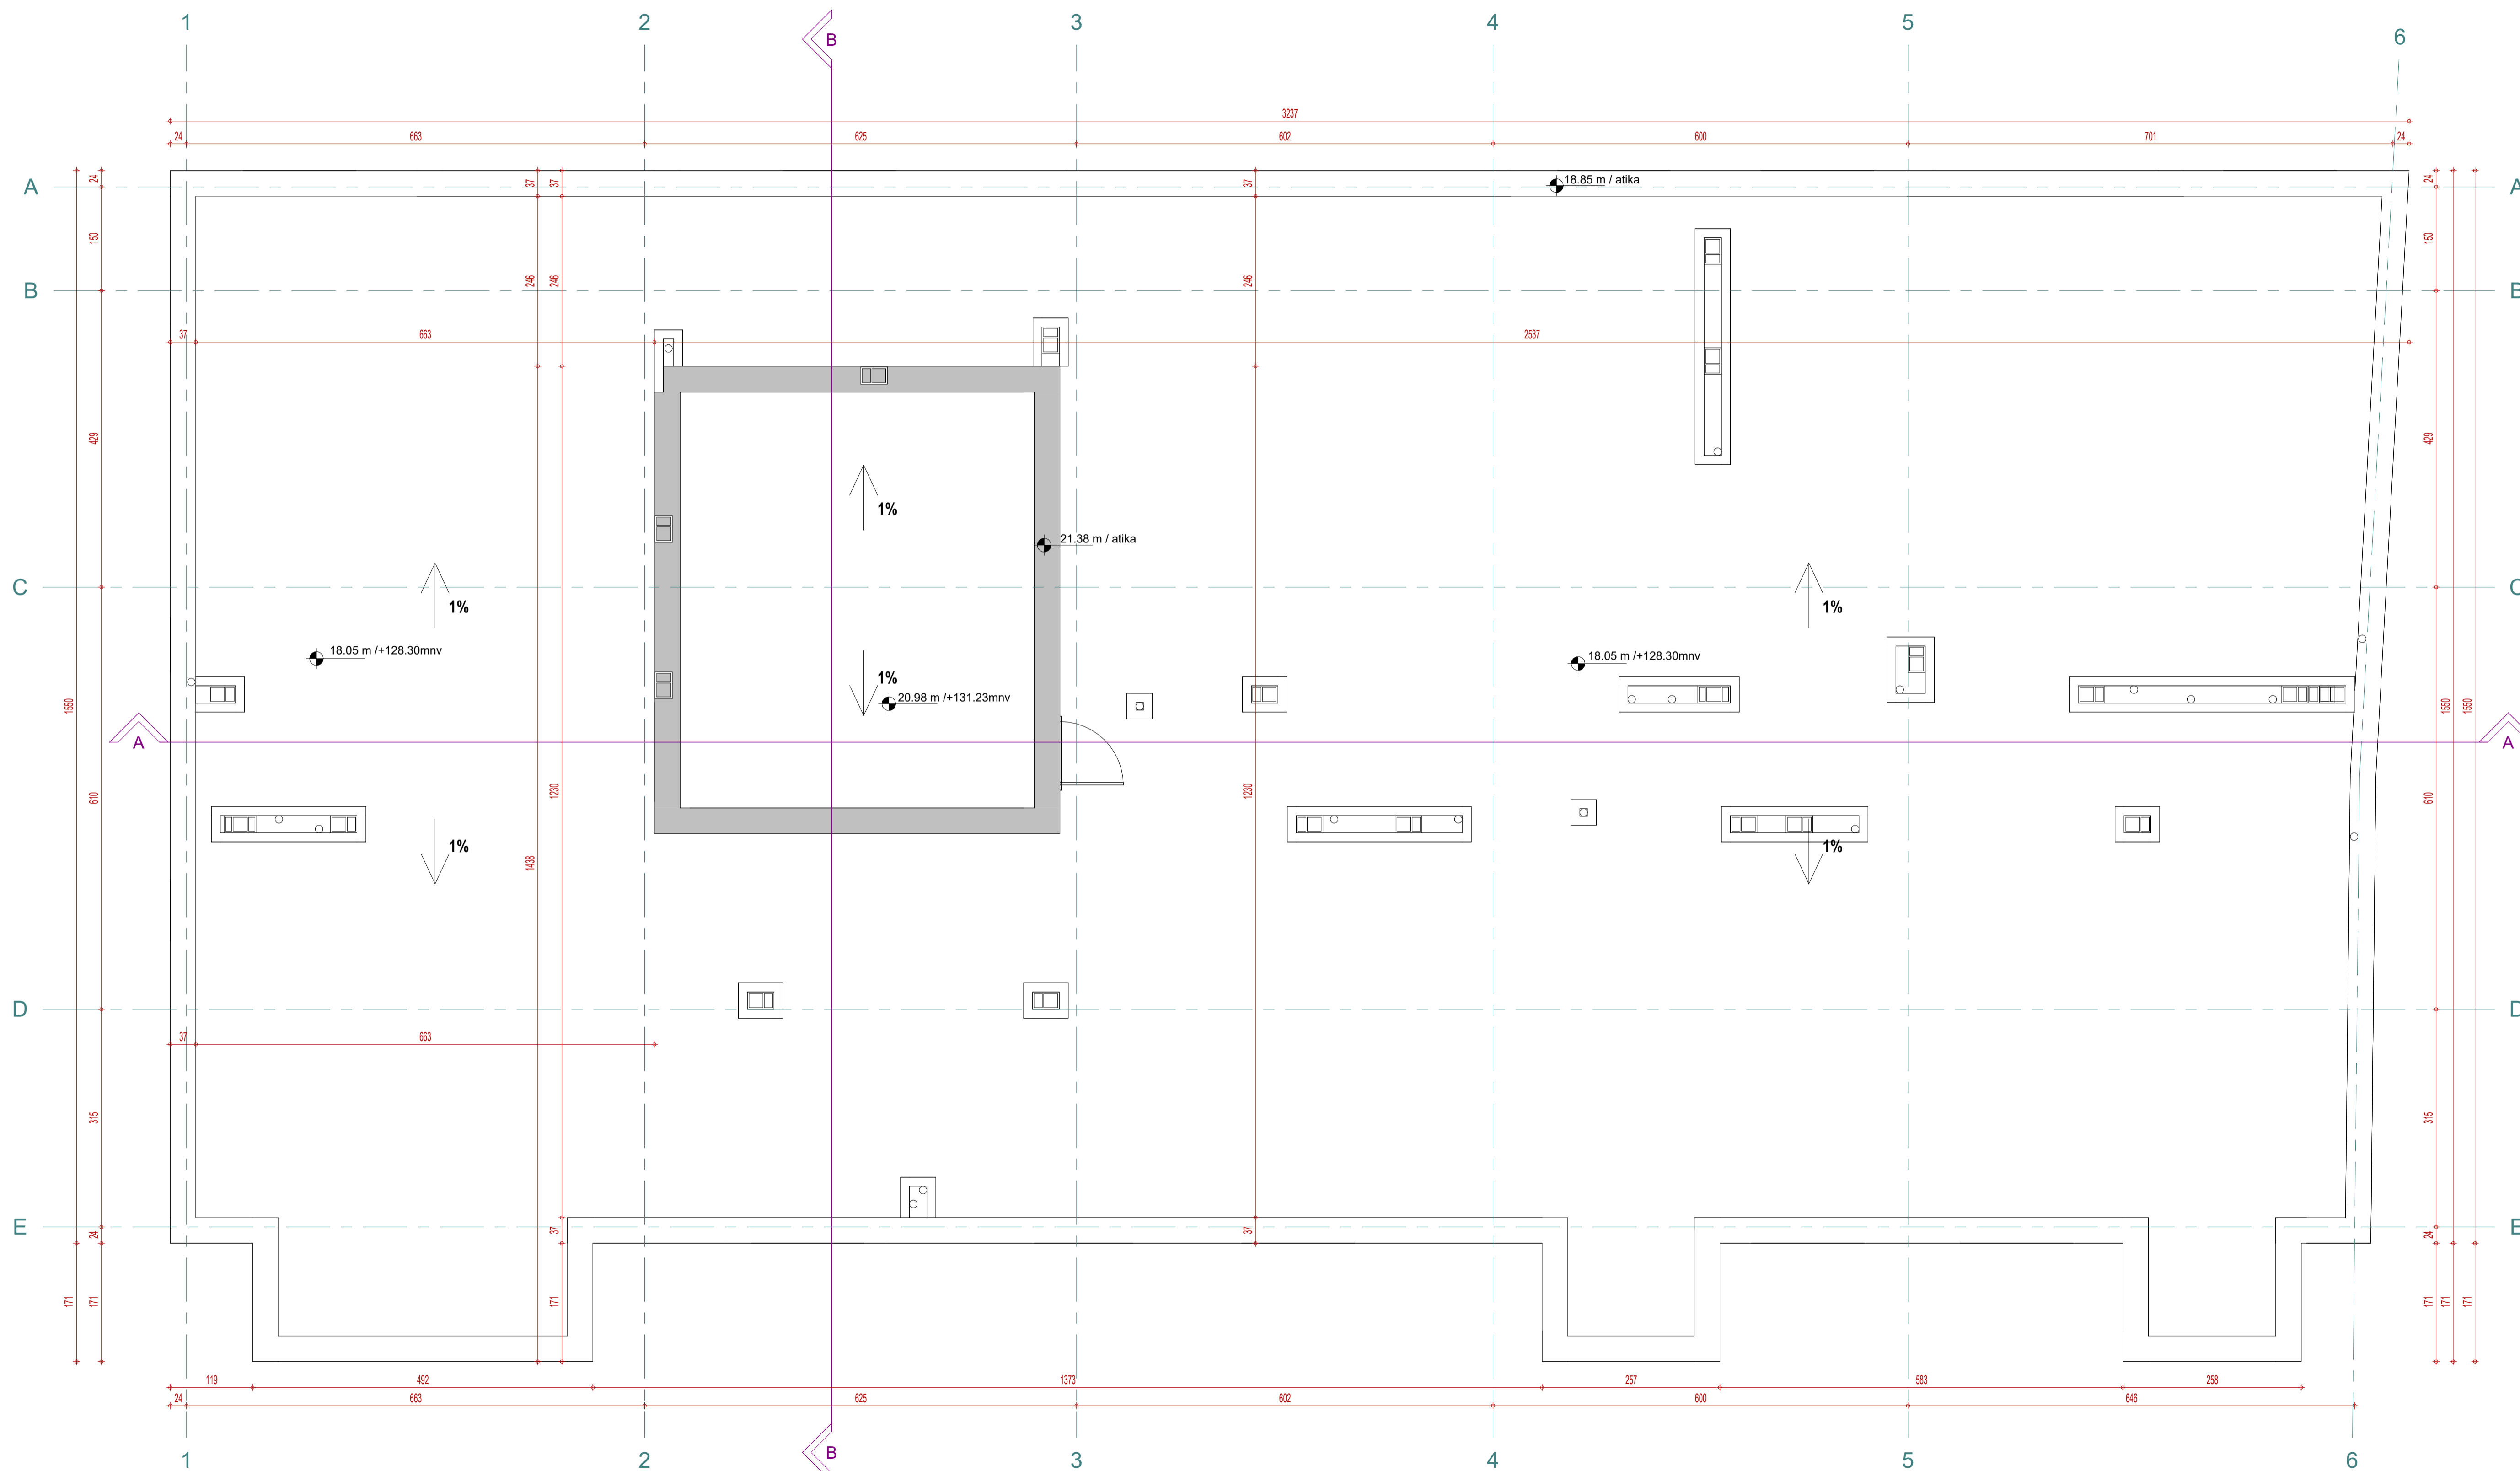 1 2 3 4 5 6
B
3237
24 663 625 602 600 701 24
A 24 37 37 37 18.85 m / atika 24 A
150 246 246 246 150
B B
37 663 2537
429 429
1%
21.38 m / atika
C C
1% 1%
18.05 m /+128.30mnv 18.05 m /+128.30mnv
1%
20.98 m /+131.23mnv
1550 1550 1550
A A
610 1230 1230 610
1% 1%
1438
D D
37 663
315 315
E 24 37 37 24 E
171 171 171 171 171 171
119 492 1373 257 583 258
24 663 625 602 600 646
B
1 2 3 4 5 6